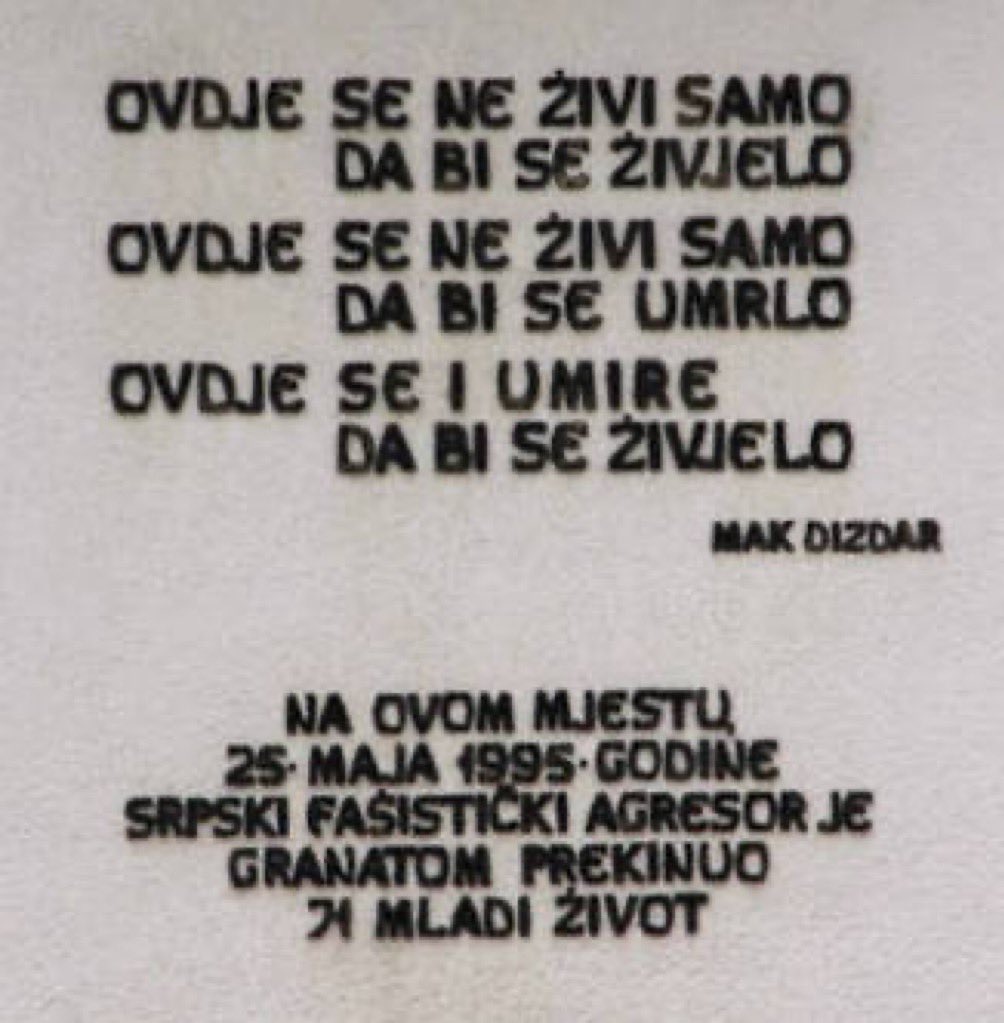 OVDJE SE NE ŽIVI SAMO
DA BI SE ŽIVJELO
OVDJE SE NE ŽIVI SAMO
DA BI SE UMRLO
OVDJE SE I UMIRE
DA BI SE ŽIVJELO
MAK DIZDAR
NA OVOM MJESTU,
25. MAJA 1995. GODINE
SRPSKI FAŠISTIČKI AGRESOR JE
GRANATOM PREKINUO
71 MLADI ŽIVOT